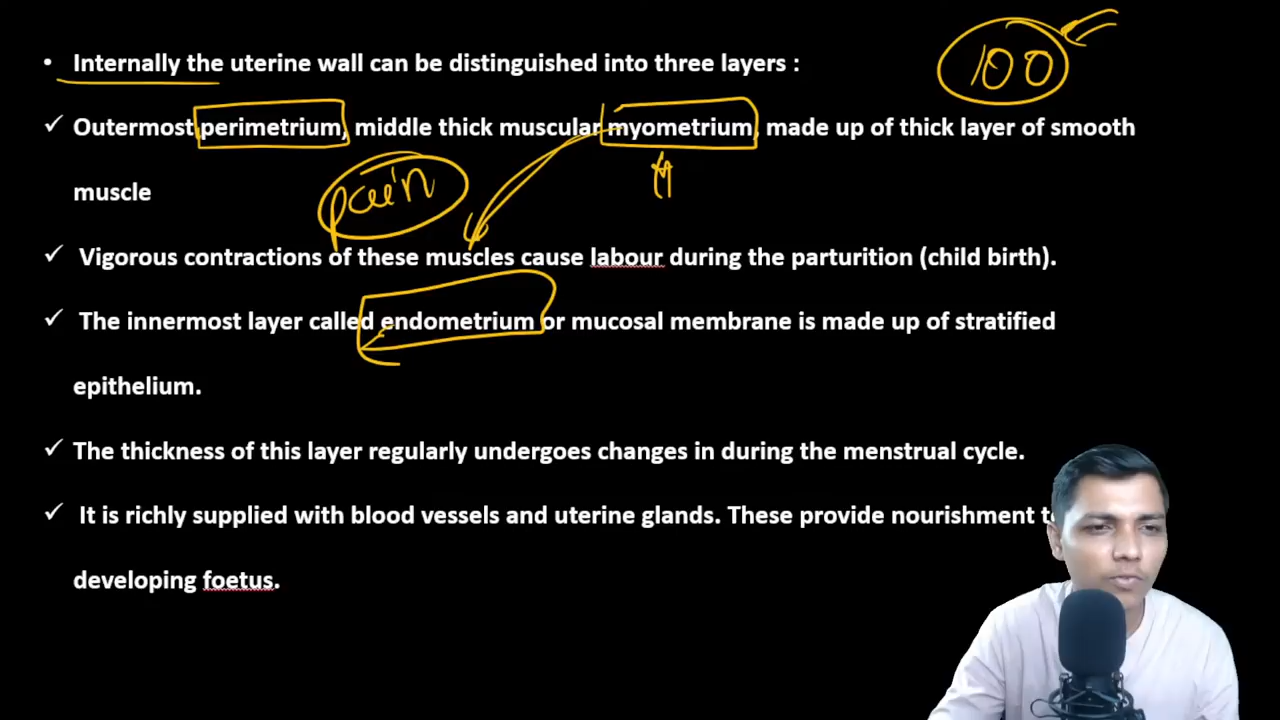 • Internally the uterine wall can be distinguished into three layers :
100
✓ Outermost perimetrium, middle thick muscular myometrium, made up of thick layer of smooth
muscle
pain
✓ Vigorous contractions of these muscles cause labour during the parturition (child birth).
✓ The innermost layer called endometrium or mucosal membrane is made up of stratified
epithelium.
✓ The thickness of this layer regularly undergoes changes in during the menstrual cycle.
✓ It is richly supplied with blood vessels and uterine glands. These provide nourishment
developing foetus.